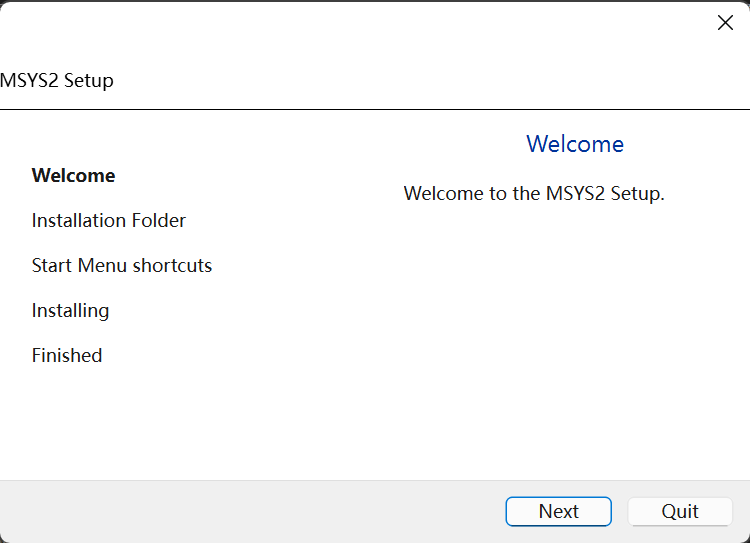 MSYS2 Setup
Welcome
Installation Folder
Start Menu shortcuts
Installing
Finished
Welcome
Welcome to the MSYS2 Setup.
Next
Quit